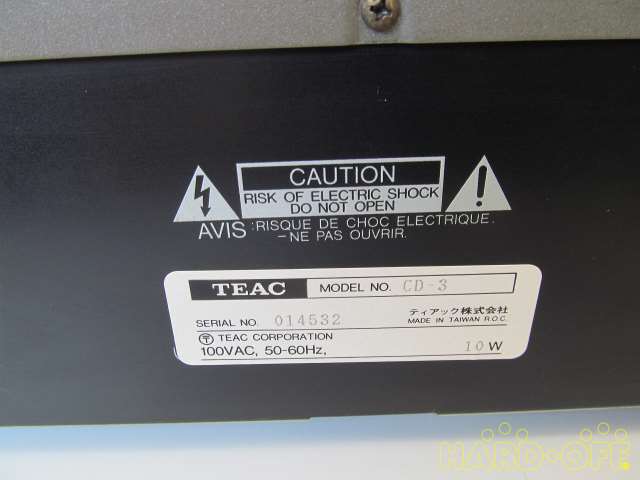 CAUTION
RISK OF ELECTRIC SHOCK
DO NOT OPEN
AVIS :RISQUE DE CHOC ELECTRIQUE.
-NE PAS OUVRIR.
TEAC MODEL NO. CD-3
ティアック株式会社
SERIAL NO. 014532 MADE IN TAIWAN R.O.C.
TEAC CORPORATION
100VAC, 50-60Hz, 10W
HARD-OFF